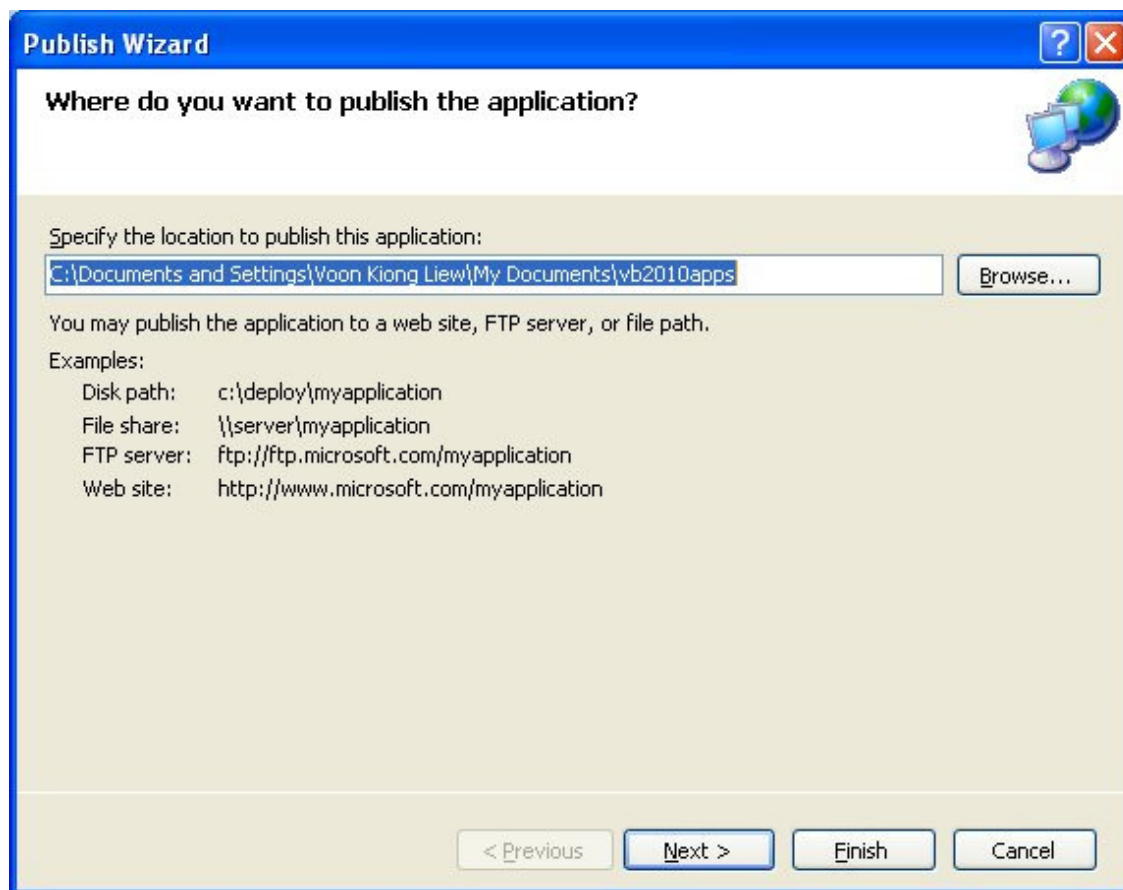 Publish Wizard
Where do you want to publish the application?
Specify the location to publish this application:
C:\Documents and Settings\Voon Kiong Liew\My Documents\vb2010apps
Browse...
You may publish the application to a web site, FTP server, or file path.
Examples:
Disk path: c:\deploy\myapplication
File share: \\server\myapplication
FTP server: ftp://ftp.microsoft.com/myapplication
Web site: http://www.microsoft.com/myapplication
< Previous Next > Finish Cancel